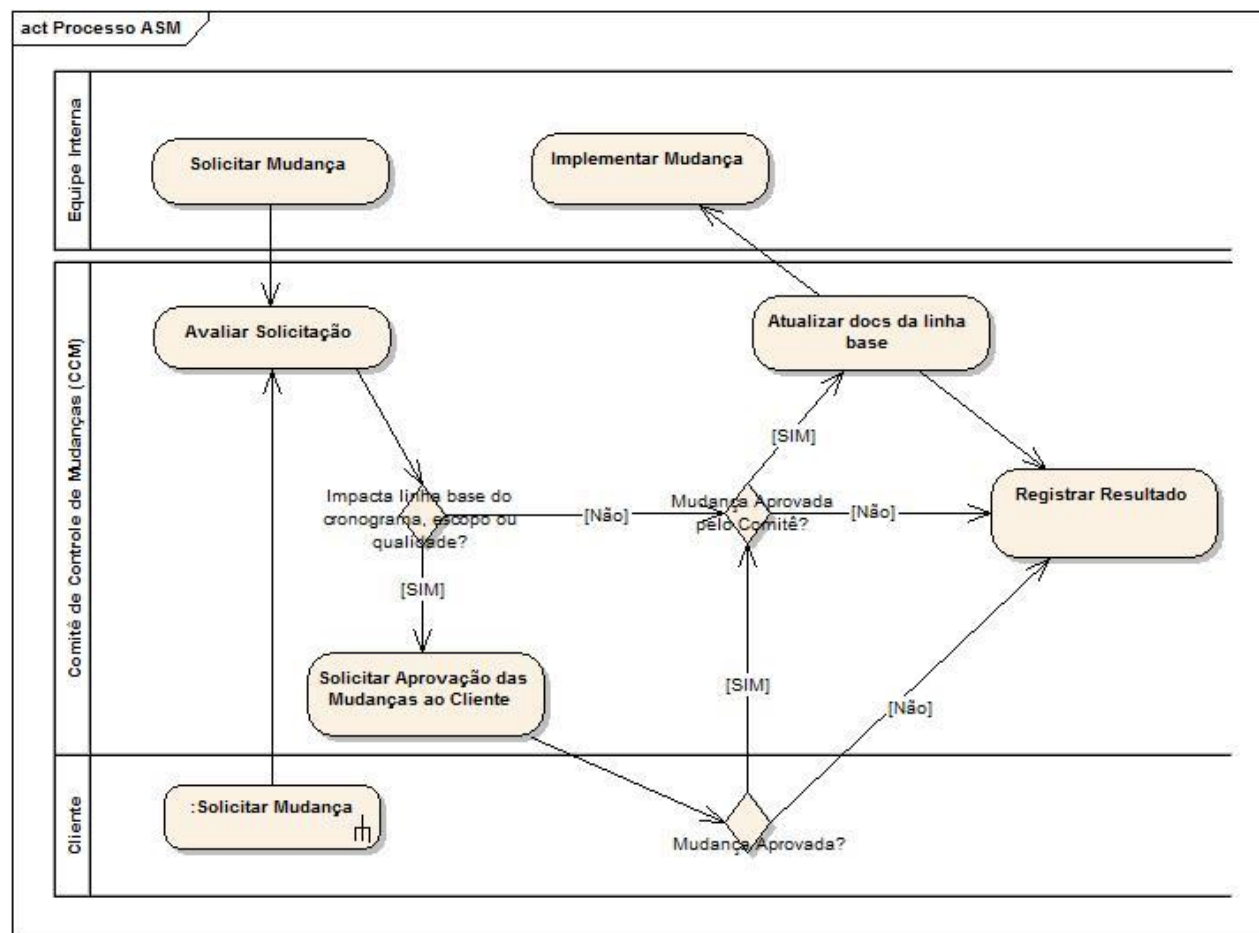 act Processo ASM
Equipe Interna
Solicitar Mudança
Implementar Mudança
Comitê de Controle de Mudanças (CCM)
Avaliar Solicitação
Atualizar docs da linha
base
[SIM]
Impacta linha base do
cronograma, escopo ou
qualidade?
[Não]
Mudança Aprovada
pelo Comitê?
[Não]
Registrar Resultado
[SIM]
Solicitar Aprovação das
Mudanças ao Cliente
[SIM]
[Não]
Cliente
:Solicitar Mudança
Mudança Aprovada?